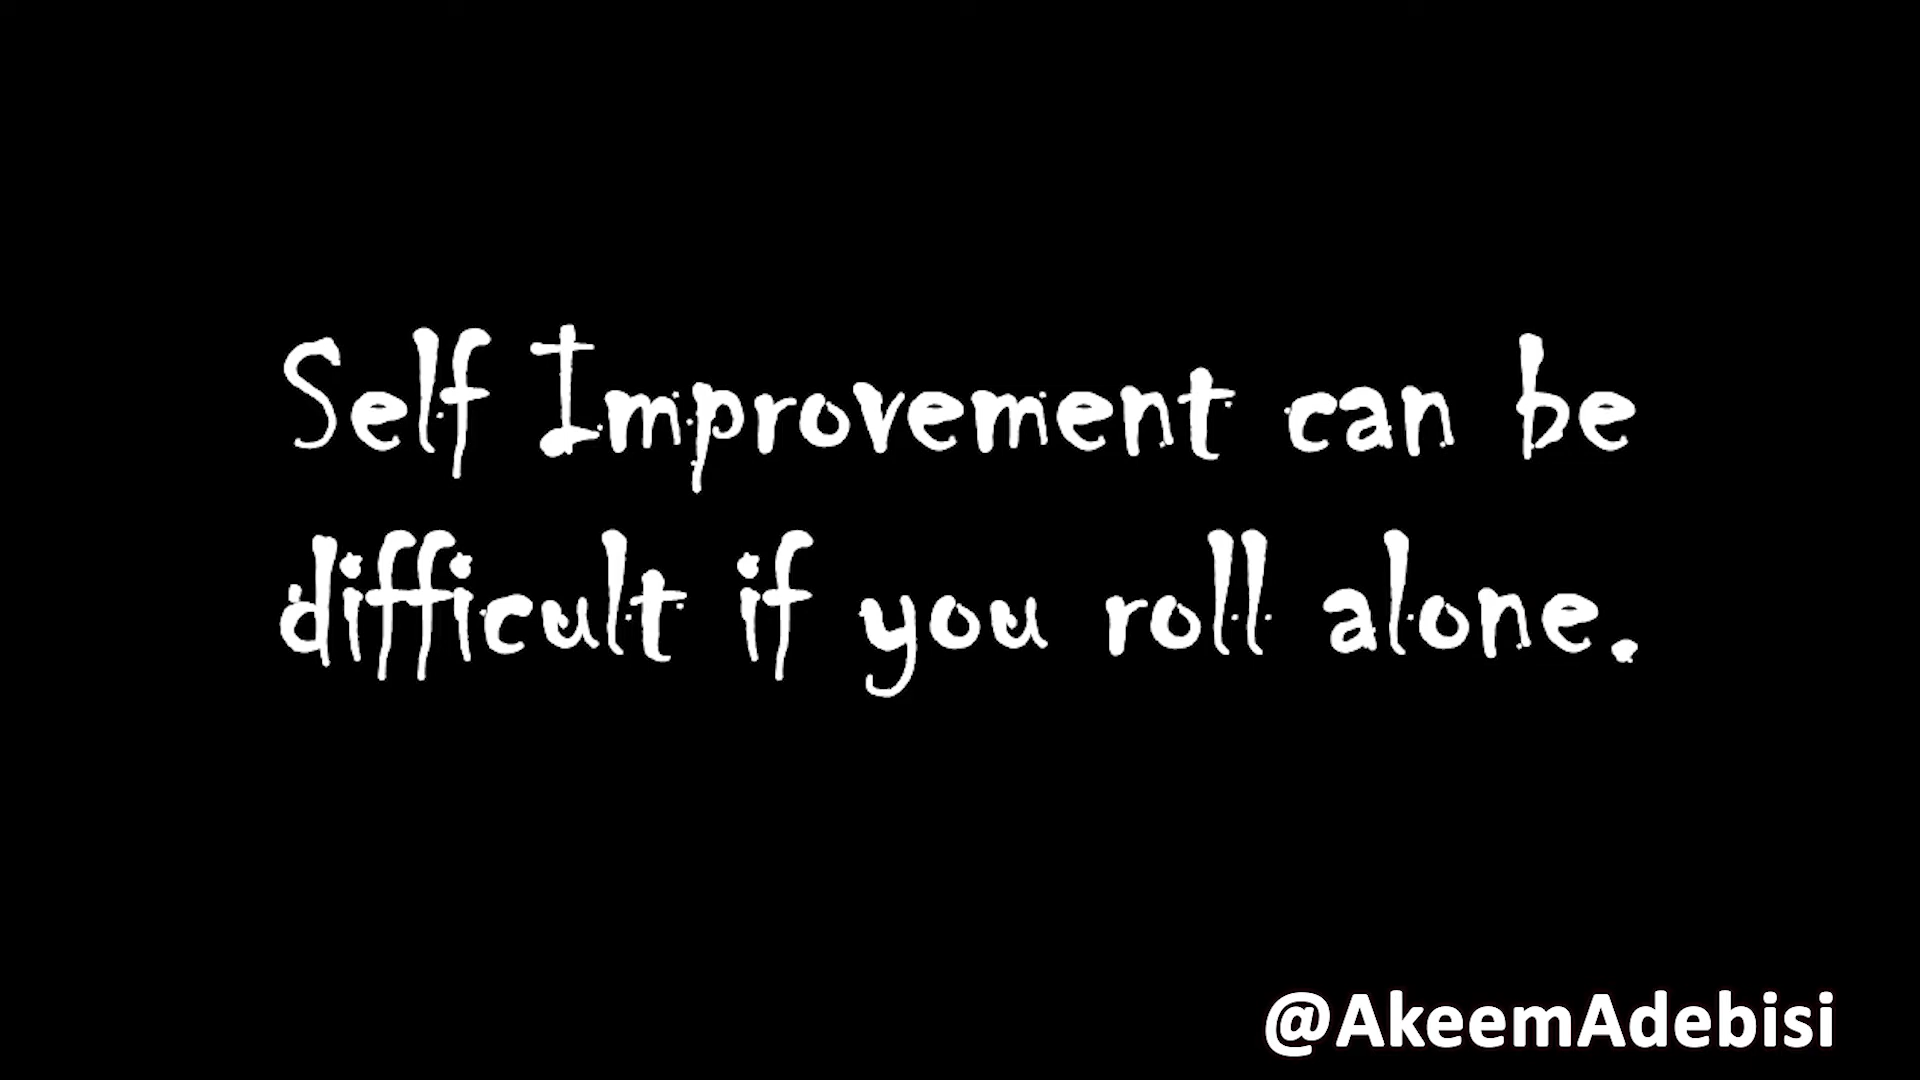 Self Improvement can be
difficult if you roll alone.
@AkeemAdebisi